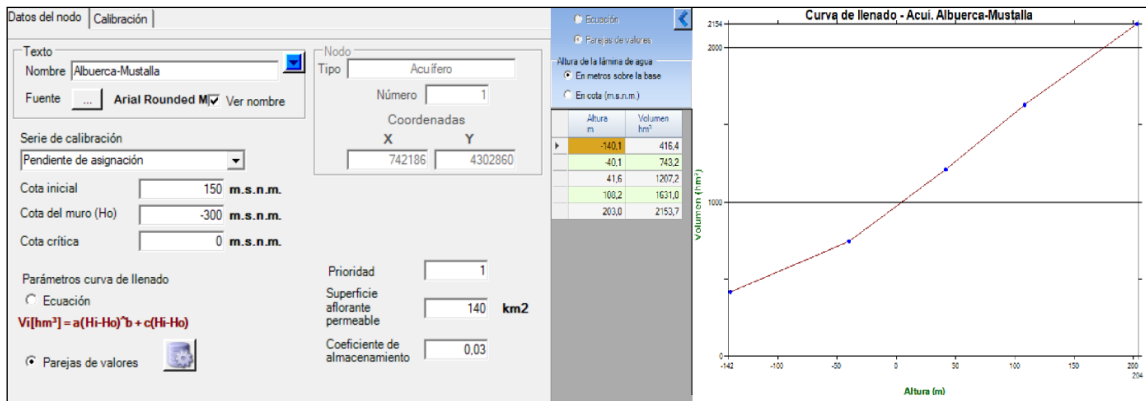 Datos del nodo
Calibración
Texto
Nombre Albuerca-Mustalla
Fuente ... Arial Rounded M Ver nombre
Serie de calibración
Pendiente de asignación
Cota inicial 150 m.s.n.m.
Cota del muro (Ho) -300 m.s.n.m.
Cota crítica 0 m.s.n.m.
Parámetros curva de llenado
Ecuación
Vi[hm³] = a(Hi-Ho)^b + c(Hi-Ho)
Parejas de valores
Nodo
Tipo Acuífero
Número 1
Coordenadas
X Y
742186 4302860
Prioridad 1
Superficie
aflorante
permeable 140 km2
Coeficiente de
almacenamiento 0,03
Ecuación
Parejas de valores
Altura de la lámina de agua
En metros sobre la base
En cota (m.s.n.m.)
Altura Volumen
m hm³
-140,1 416,4
-40,1 743,2
41,6 1207,2
108,2 1631,0
203,0 2153,7
Curva de llenado - Acuí. Albuerca-Mustalla
2154
2000
1000
0
Volumen (hm³)
-142 -100 -50 0 50 100 150 200
204
Altura (m)